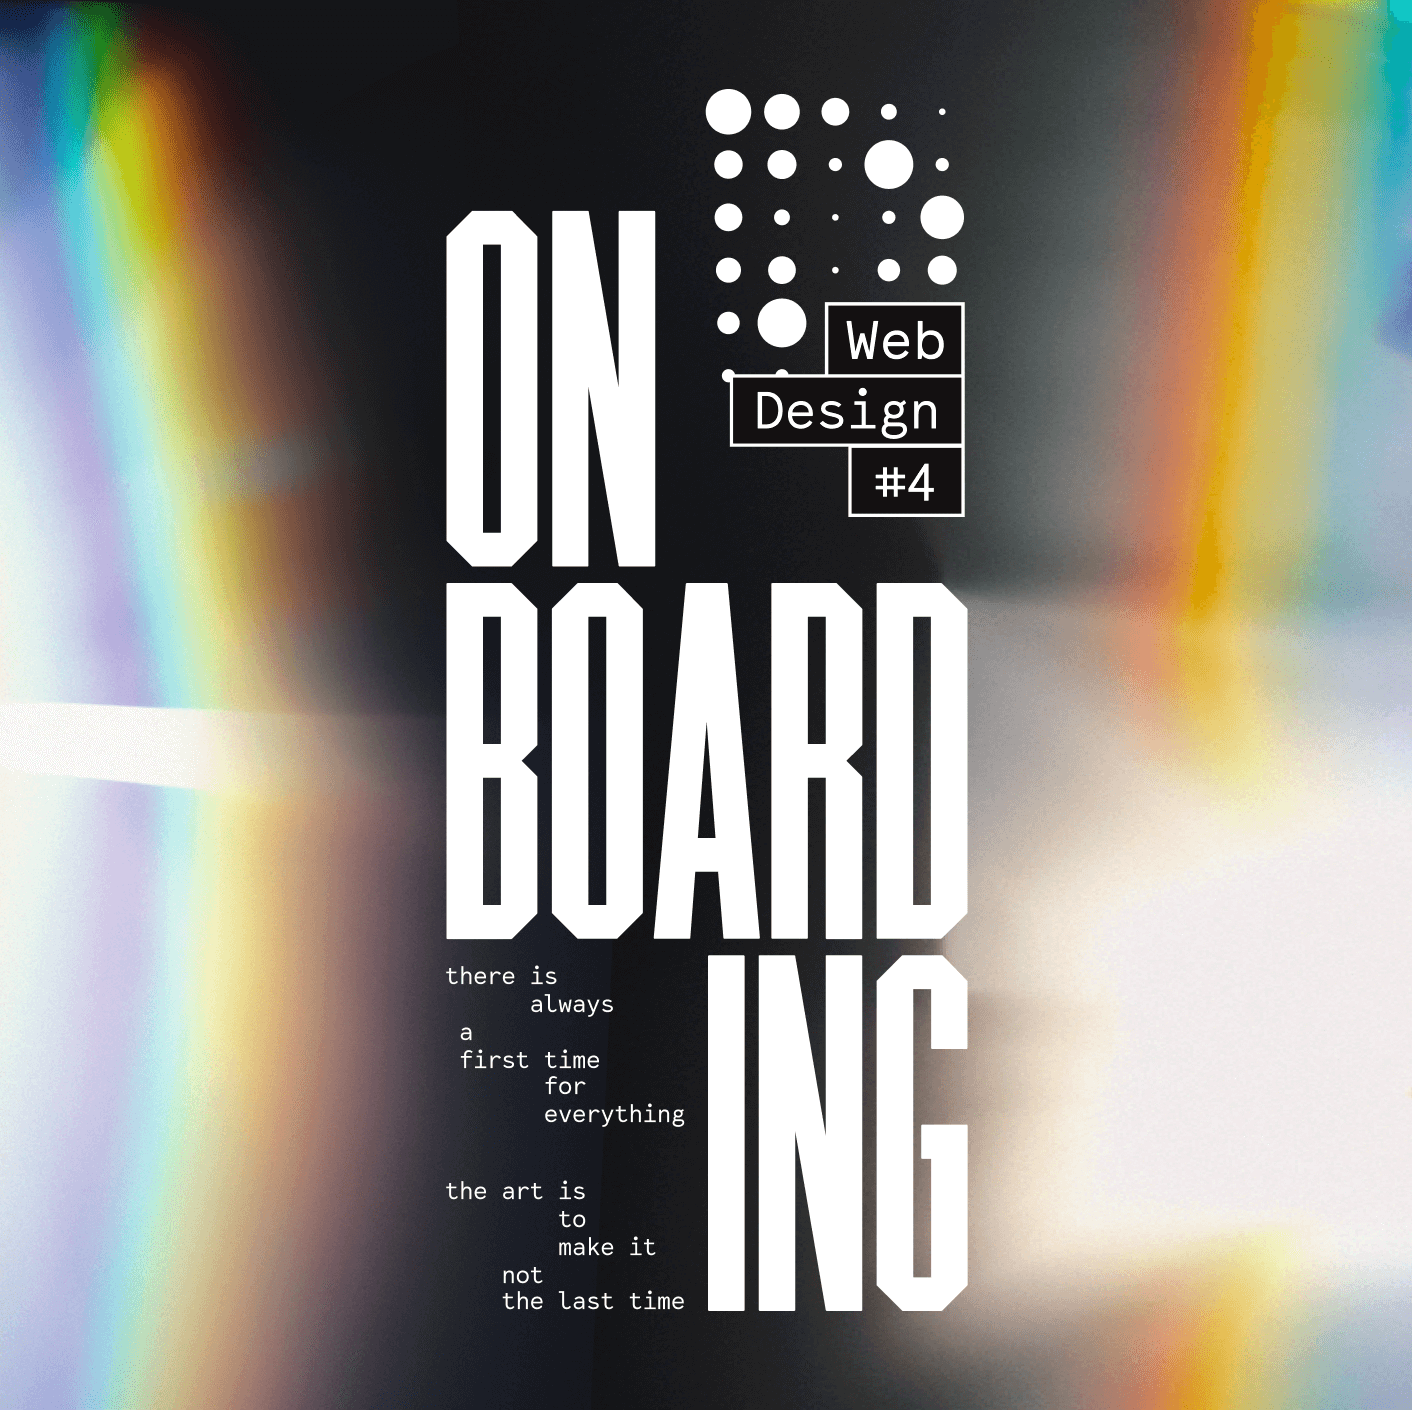 ON
BOARD
ING
Web
Design
#4
there is
always
a
first time
for
everything
the art is
to
make it
not
the last time